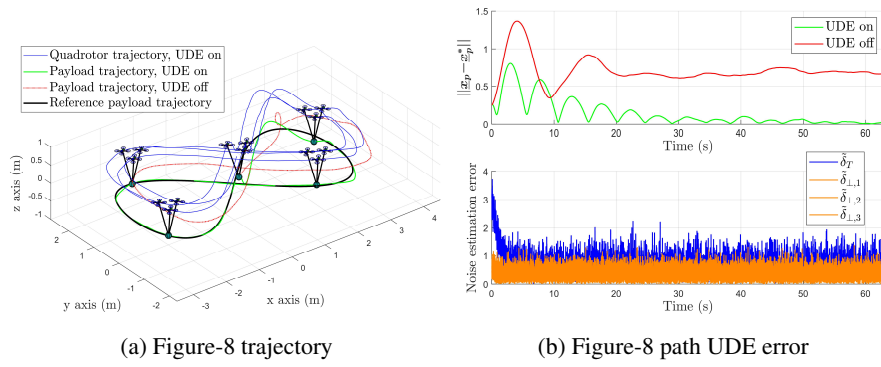 Quadrotor trajectory, UDE on
Payload trajectory, UDE on
Payload trajectory, UDE off
Reference payload trajectory
z axis (m)
1
0.5
0
-0.5
-1
y axis (m)
2
1
0
-1
-2
x axis (m)
-3
-2
-1
0
1
2
3
4
(a) Figure-8 trajectory
||x_p − x_p^*||
1.5
1
0.5
0
UDE on
UDE off
0 10 20 30 40 50 60
Time (s)
Noise estimation error
4
3
2
1
0
δ̃_T
δ̃_{⊥,1}
δ̃_{⊥,2}
δ̃_{⊥,3}
0 10 20 30 40 50 60
Time (s)
(b) Figure-8 path UDE error